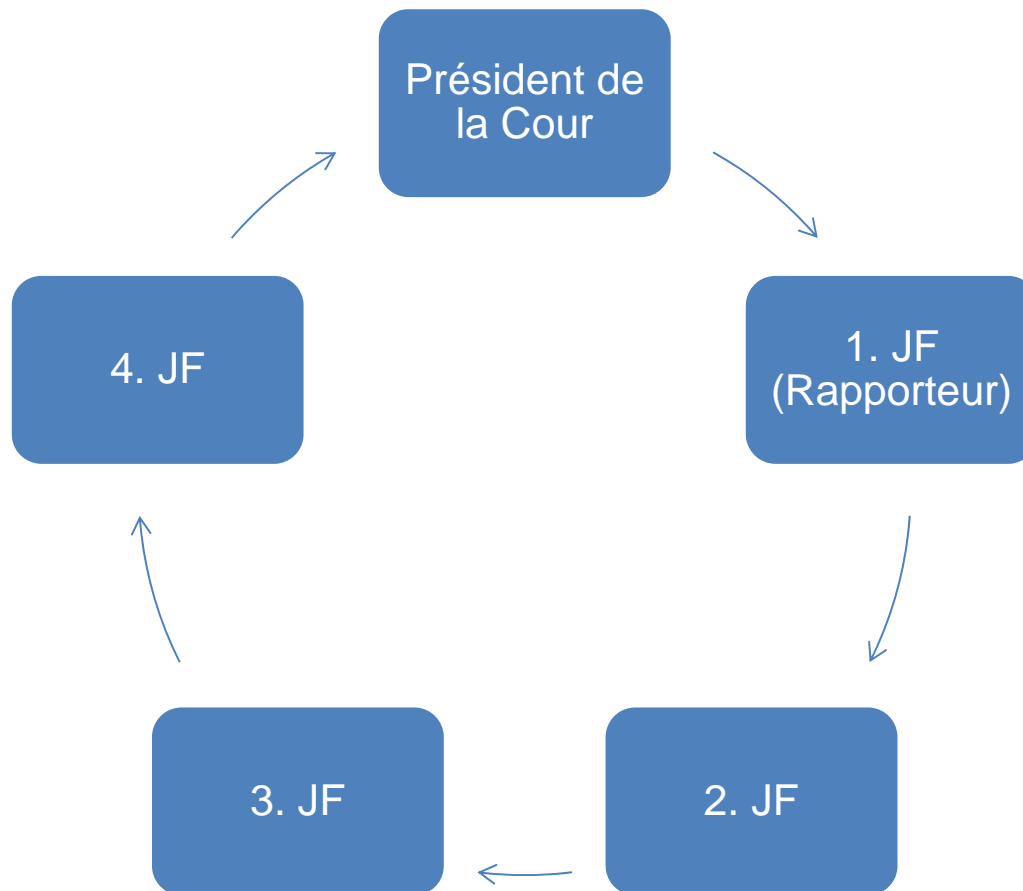 Président de
la Cour
1. JF
(Rapporteur)
2. JF
3. JF
4. JF